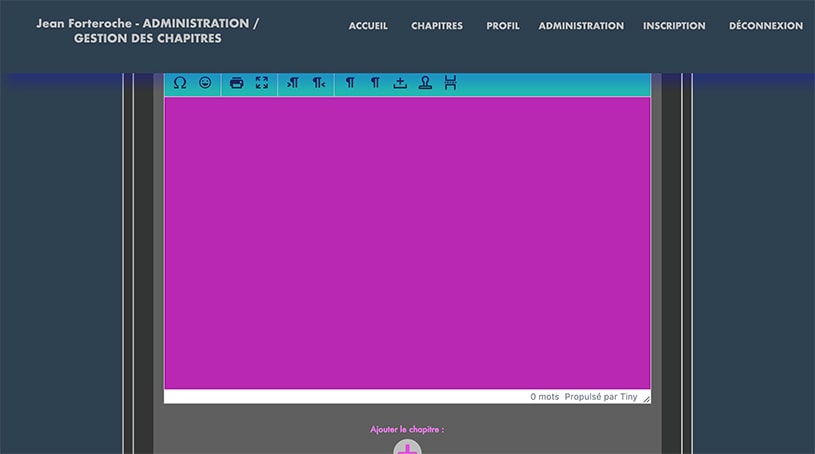 Jean Forteroche - ADMINISTRATION /
GESTION DES CHAPITRES
ACCUEIL CHAPITRES PROFIL ADMINISTRATION INSCRIPTION DÉCONNEXION
0 mots Propulsé par Tiny
Ajouter le chapitre :